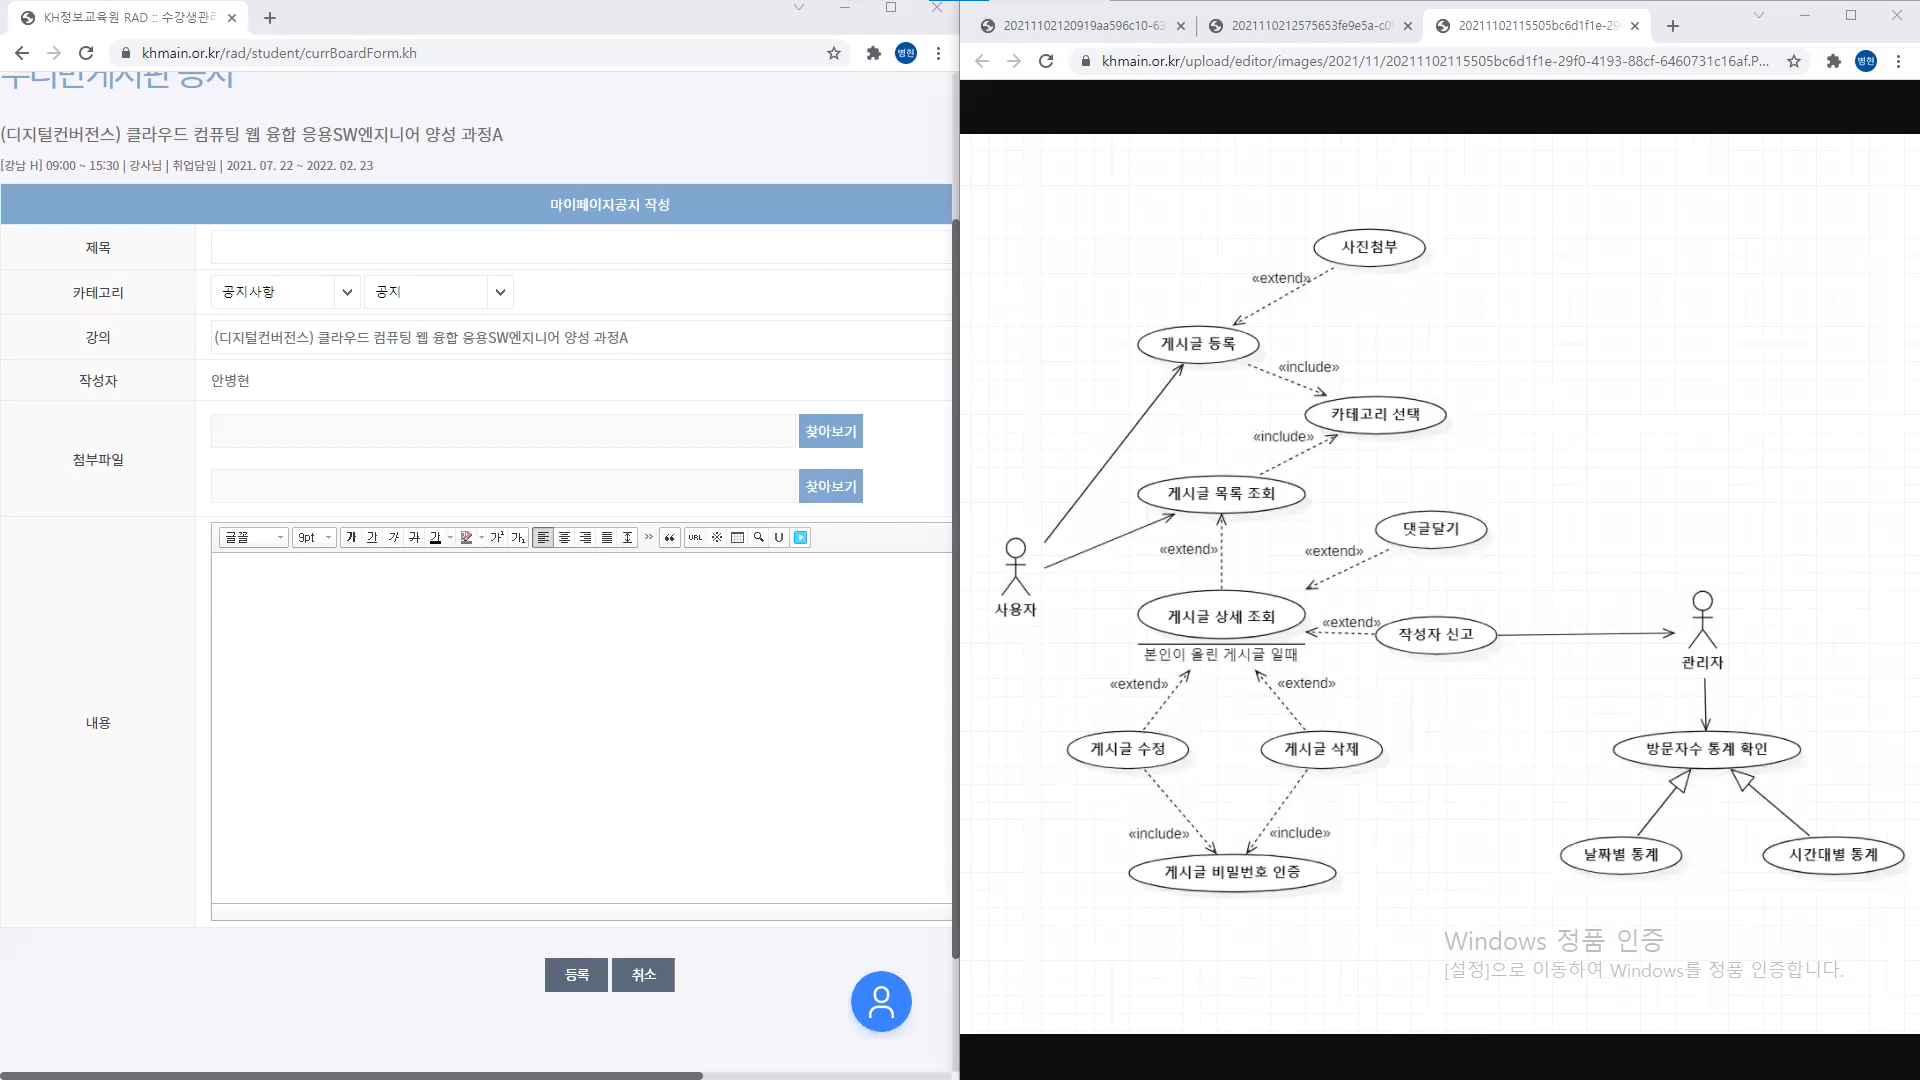 KH정보교육원 RAD :: 수강생관리
khmain.or.kr/rad/student/currBoardForm.kh
병현
우리반게시판 공지
(디지털컨버전스) 클라우드 컴퓨팅 웹 융합 응용SW엔지니어 양성 과정A
[강남 H] 09:00 ~ 15:30 | 강사님 | 취업담임 | 2021. 07. 22 ~ 2022. 02. 23
마이페이지공지 작성
제목
카테고리
공지사항
공지
강의
(디지털컨버전스) 클라우드 컴퓨팅 웹 융합 응용SW엔지니어 양성 과정A
작성자
안병현
첨부파일
찾아보기
찾아보기
글꼴
9pt
가 가 가 가 가 가² 가₁
URL
U
내용
등록
취소
20211102120919aa596c10-63
2021110212575653fe9e5a-c0f
20211102115505bc6d1f1e-29
khmain.or.kr/upload/editor/images/2021/11/20211102115505bc6d1f1e-29f0-4193-88cf-6460731c16af.P...
병현
사진첨부
«extend»
게시글 등록
«include»
카테고리 선택
«include»
게시글 목록 조회
댓글달기
«extend»
«extend»
사용자
게시글 상세 조회
«extend»
작성자 신고
본인이 올린 게시글 일때
관리자
«extend»
«extend»
게시글 수정
게시글 삭제
방문자수 통계 확인
«include»
«include»
날짜별 통계
시간대별 통계
게시글 비밀번호 인증
Windows 정품 인증
[설정]으로 이동하여 Windows를 정품 인증합니다.